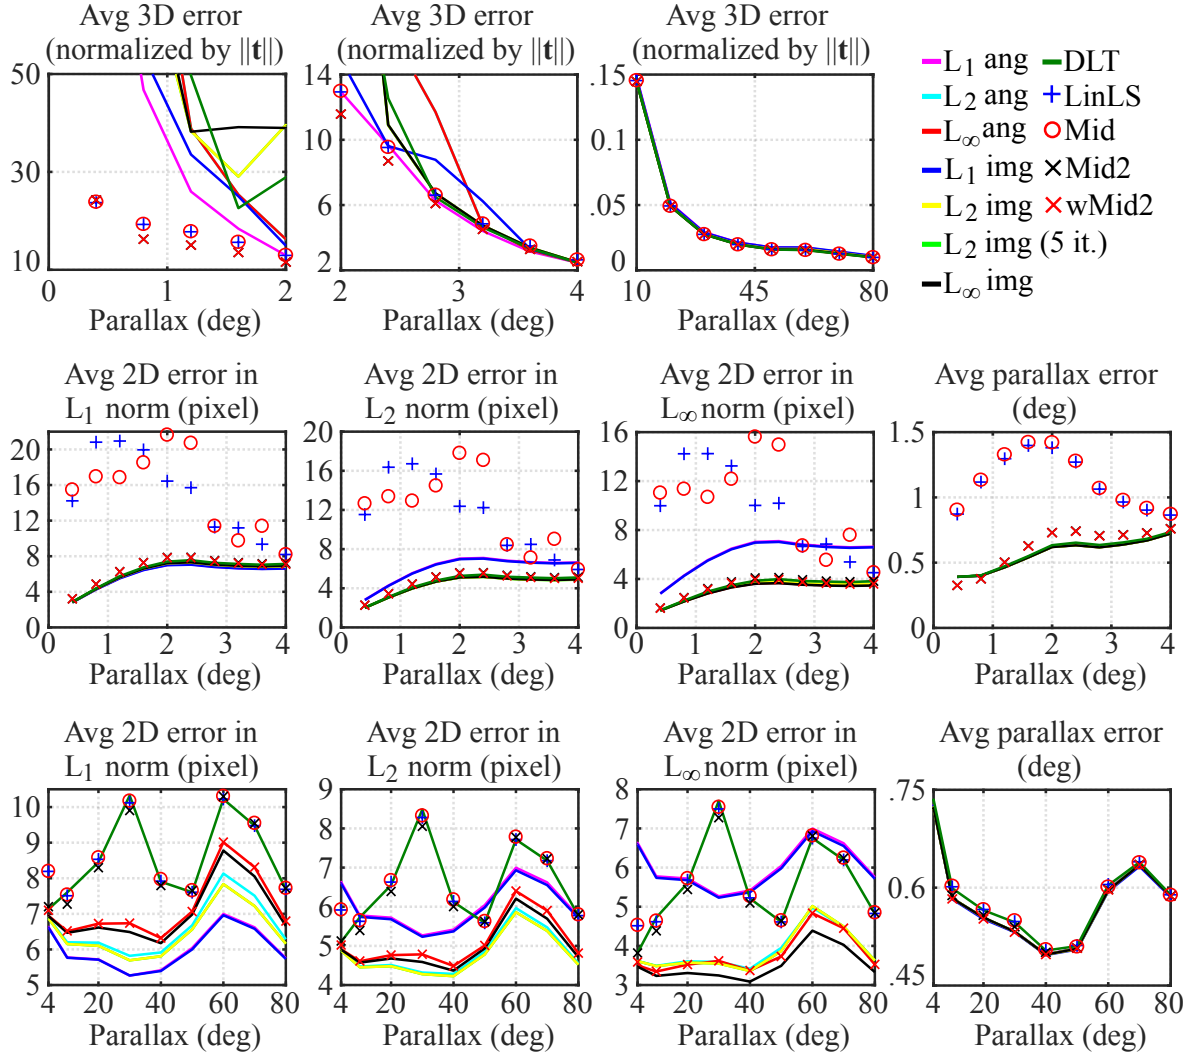 Avg 3D error
(normalized by ||t||)
50
30
10
0
1
2
Parallax (deg)
Avg 3D error
(normalized by ||t||)
14
10
6
2
2
3
4
Parallax (deg)
Avg 3D error
(normalized by ||t||)
.15
0.1
.05
0
10
45
80
Parallax (deg)
L₁ ang
L₂ ang
L∞ ang
L₁ img
L₂ img
L₂ img (5 it.)
L∞ img
DLT
LinLS
Mid
Mid2
wMid2
Avg 2D error in
L₁ norm (pixel)
20
16
12
8
4
0
0 1 2 3 4
Parallax (deg)
Avg 2D error in
L₂ norm (pixel)
20
16
12
8
4
0
0 1 2 3 4
Parallax (deg)
Avg 2D error in
L∞ norm (pixel)
16
12
8
4
0
0 1 2 3 4
Parallax (deg)
Avg parallax error
(deg)
1.5
1
0.5
0
0 1 2 3 4
Parallax (deg)
Avg 2D error in
L₁ norm (pixel)
10
9
8
7
6
5
4 20 40 60 80
Parallax (deg)
Avg 2D error in
L₂ norm (pixel)
9
8
7
6
5
4
4 20 40 60 80
Parallax (deg)
Avg 2D error in
L∞ norm (pixel)
8
7
6
5
4
3
4 20 40 60 80
Parallax (deg)
Avg parallax error
(deg)
.75
0.6
.45
4 20 40 60 80
Parallax (deg)